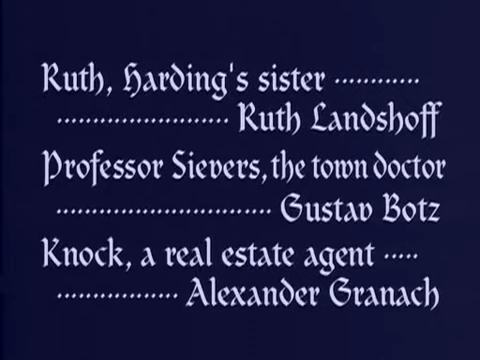 Ruth, Harding's sister ············
························ Ruth Landshoff
Professor Sievers, the town doctor
······························ Gustav Botz
Knock, a real estate agent ·····
················· Alexander Granach